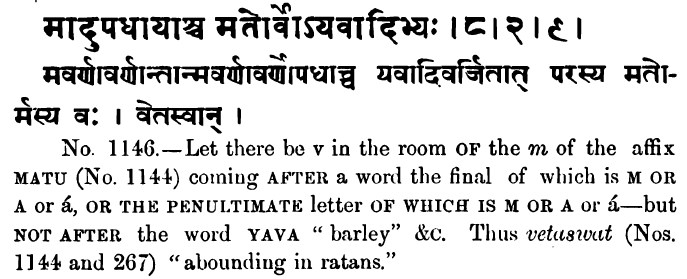 मादुपधायाश्च मतोर्वोऽयवादिभ्यः । ८ । २ । ९ ।
मवर्णावर्णान्तान्मवर्णावर्णोपधाच्च यवादिवर्जितात् परस्य मतो-
र्मस्य वः । वेतस्वान् ।
No. 1146.—Let there be v in the room OF the m of the affix
MATU (No. 1144) coming AFTER a word the final of which is M OR
A or á, OR THE PENULTIMATE letter OF WHICH IS M OR A or á—but
NOT AFTER the word YAVA “barley” &C. Thus vetaswat (Nos.
1144 and 267) “abounding in ratans.”